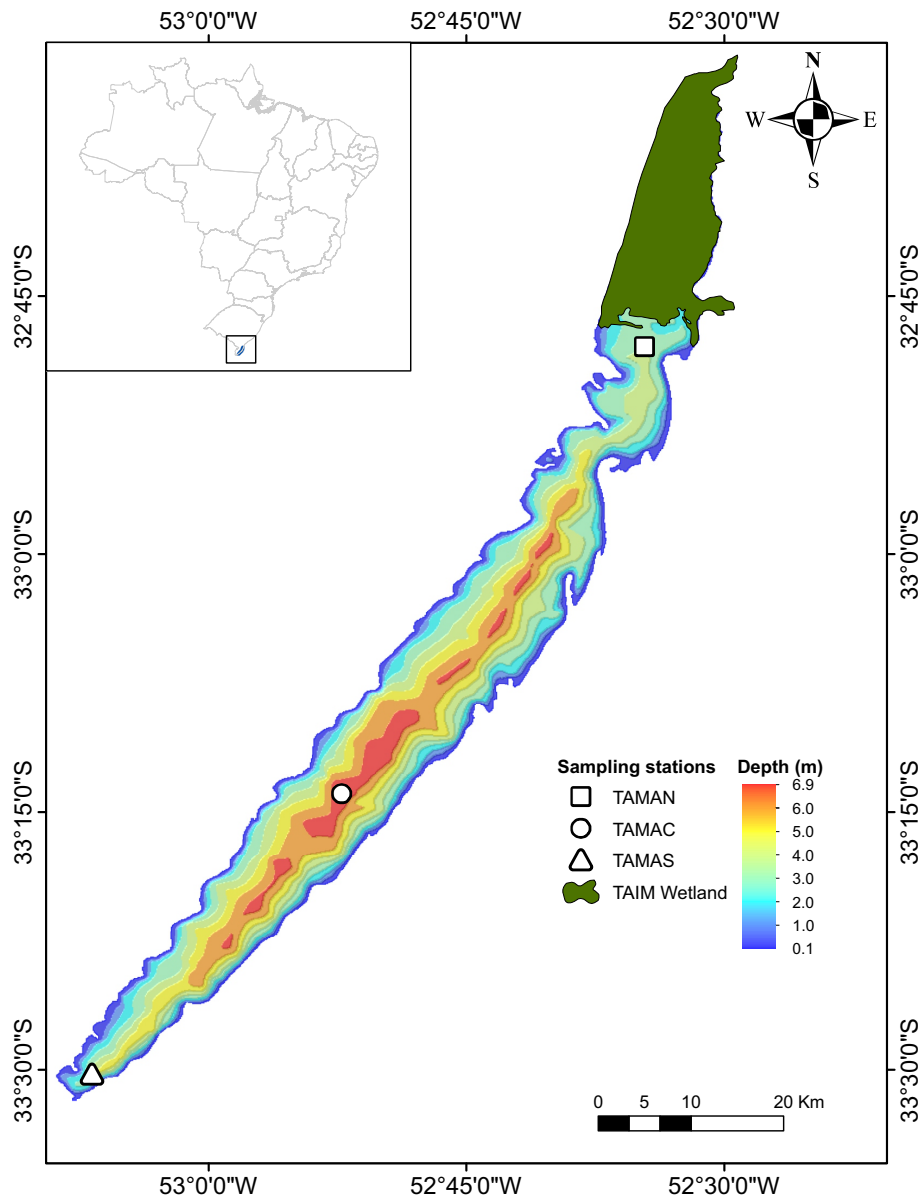 53°0'0"W 52°45'0"W 52°30'0"W
N
W E
S
32°45'0"S 32°45'0"S
33°0'0"S 33°0'0"S
33°15'0"S 33°15'0"S
33°30'0"S 33°30'0"S
Sampling stations
TAMAN
TAMAC
TAMAS
TAIM Wetland
Depth (m)
6.9
6.0
5.0
4.0
3.0
2.0
1.0
0.1
0 5 10 20 Km
53°0'0"W 52°45'0"W 52°30'0"W